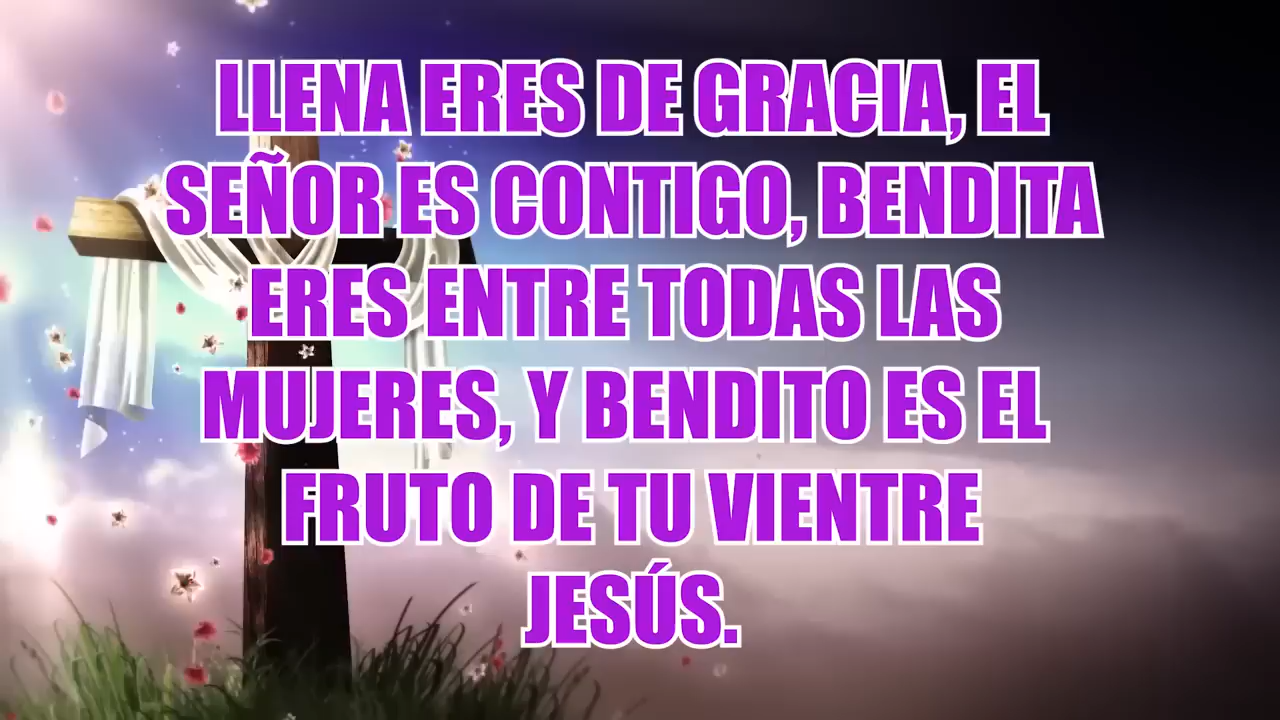 LLENA ERES DE GRACIA, EL
SEÑOR ES CONTIGO, BENDITA
ERES ENTRE TODAS LAS
MUJERES, Y BENDITO ES EL
FRUTO DE TU VIENTRE
JESÚS.